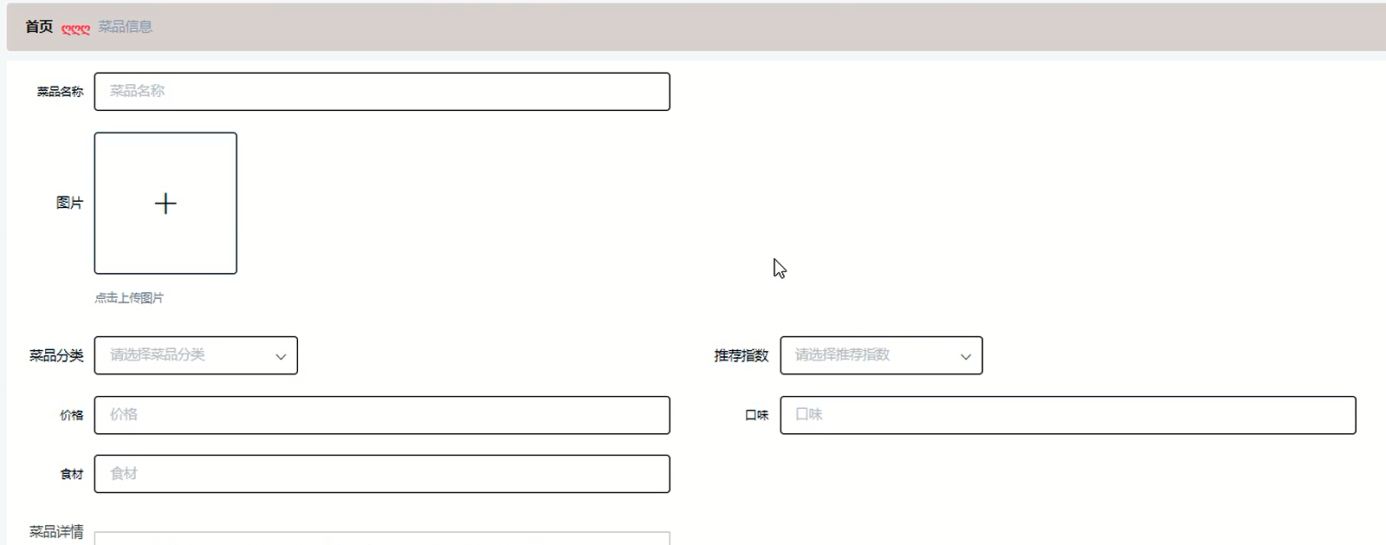 首页 ღღღ 菜品信息
菜品名称 菜品名称
图片
点击上传图片
菜品分类 请选择菜品分类 推荐指数 请选择推荐指数
价格 价格 口味 口味
食材 食材
菜品详情